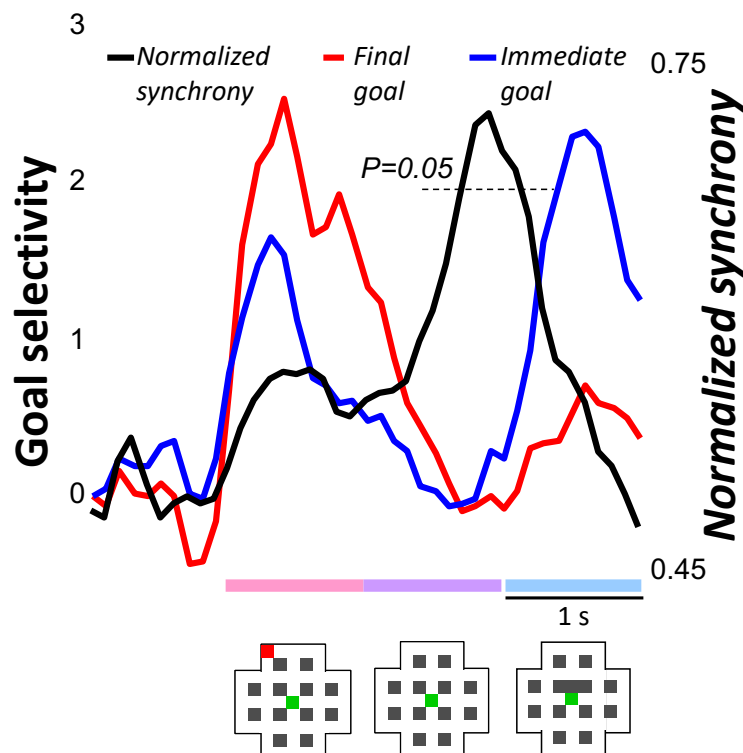 3
Normalized
synchrony
Final
goal
Immediate
goal
0.75
P=0.05
2
1
0
Goal selectivity
Normalized synchrony
0.45
1 s